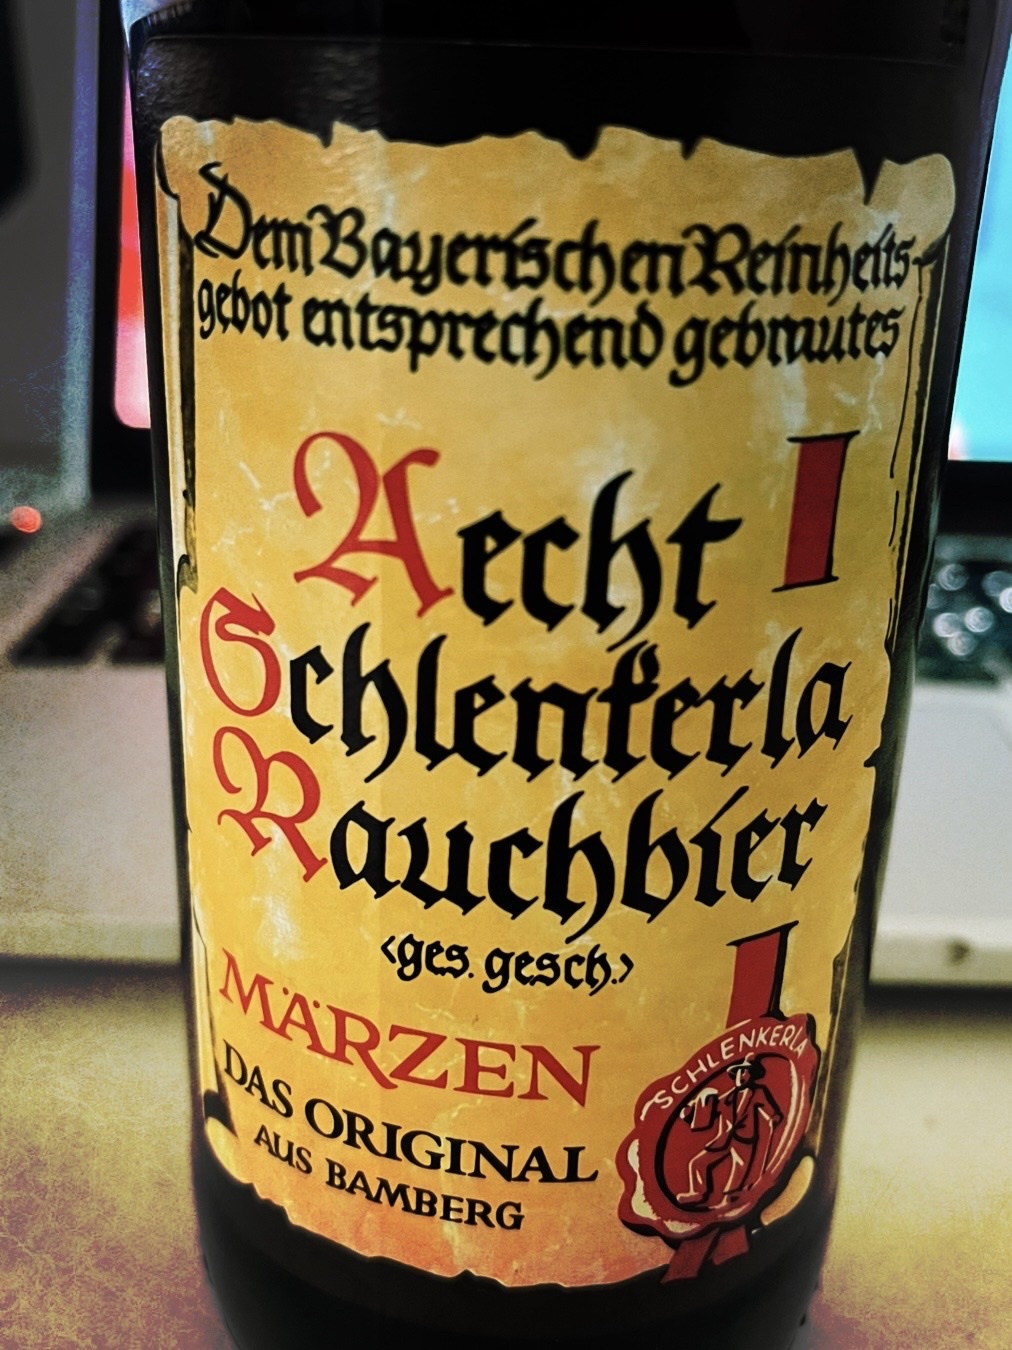 Dem Bayerischen Reinheits-
gebot entsprechend gebrautes
Aecht
Schlenkerla
Rauchbier
<ges. gesch.>
MÄRZEN
DAS ORIGINAL
AUS BAMBERG
SCHLENKERLA